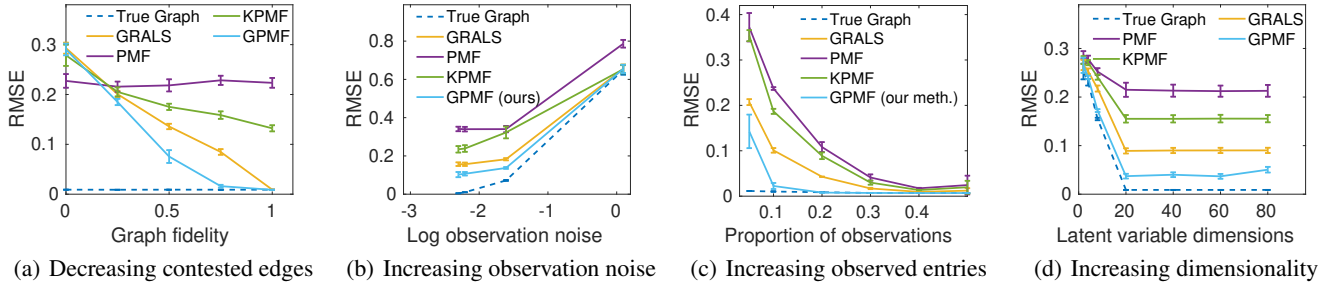 True Graph
GRALS
PMF
KPMF
GPMF
RMSE
0.3
0.2
0.1
0
0
0.5
1
Graph fidelity
(a) Decreasing contested edges
True Graph
GRALS
PMF
KPMF
GPMF (ours)
RMSE
0.8
0.6
0.4
0.2
0
-3
-2
-1
0
Log observation noise
(b) Increasing observation noise
True Graph
GRALS
PMF
KPMF
GPMF (our meth.)
RMSE
0.4
0.3
0.2
0.1
0
0.1
0.2
0.3
0.4
Proportion of observations
(c) Increasing observed entries
True Graph
PMF
KPMF
GRALS
GPMF
RMSE
0.3
0.2
0.1
0
0
20
40
60
80
Latent variable dimensions
(d) Increasing dimensionality